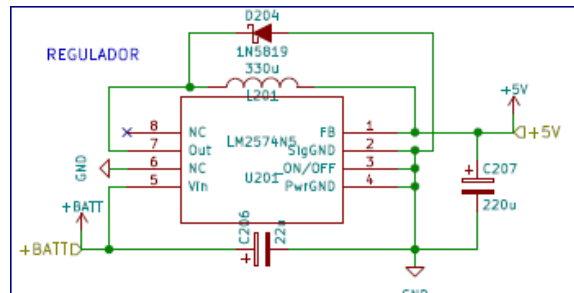 D204
1N5819
REGULADOR
330u
L201
+5V
8 NC FB 1
LM2574N5
7 Out SigGND 2
+5V
6 NC ON/OFF 3
5 Vin PwrGND 4
U201
GND
C207
220u
+BATT
C206
22u
+BATT
GND